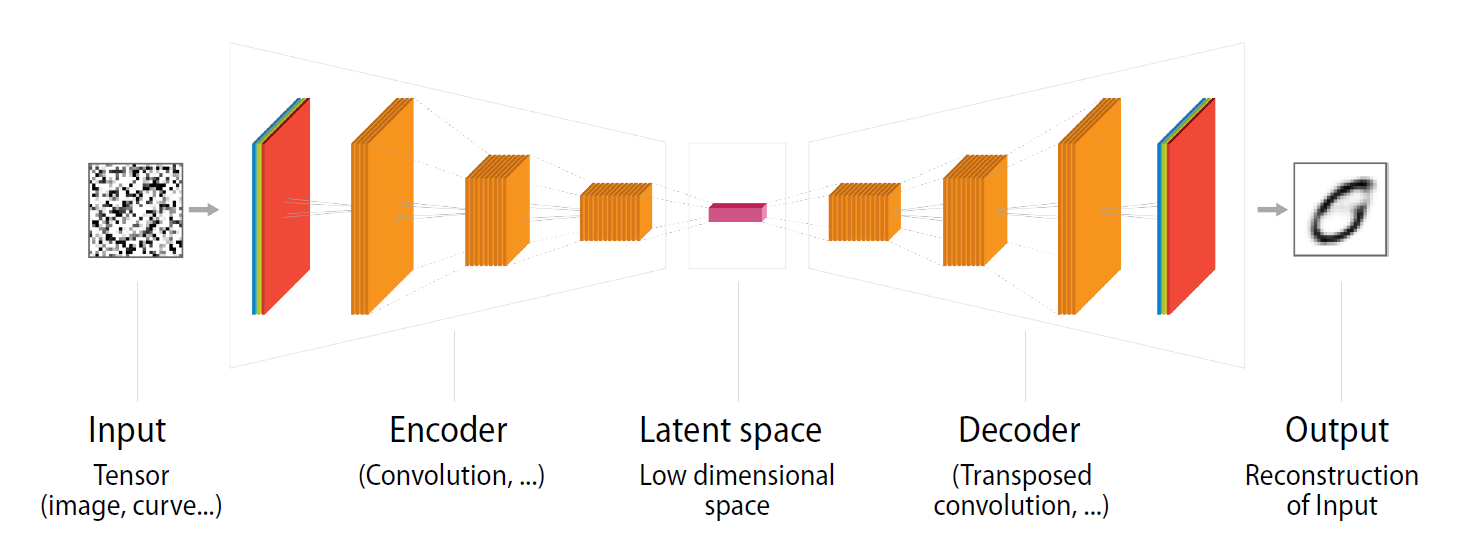 Input
Tensor
(image, curve...)
Encoder
(Convolution, ...)
Latent space
Low dimensional
space
Decoder
(Transposed
convolution, ...)
Output
Reconstruction
of Input